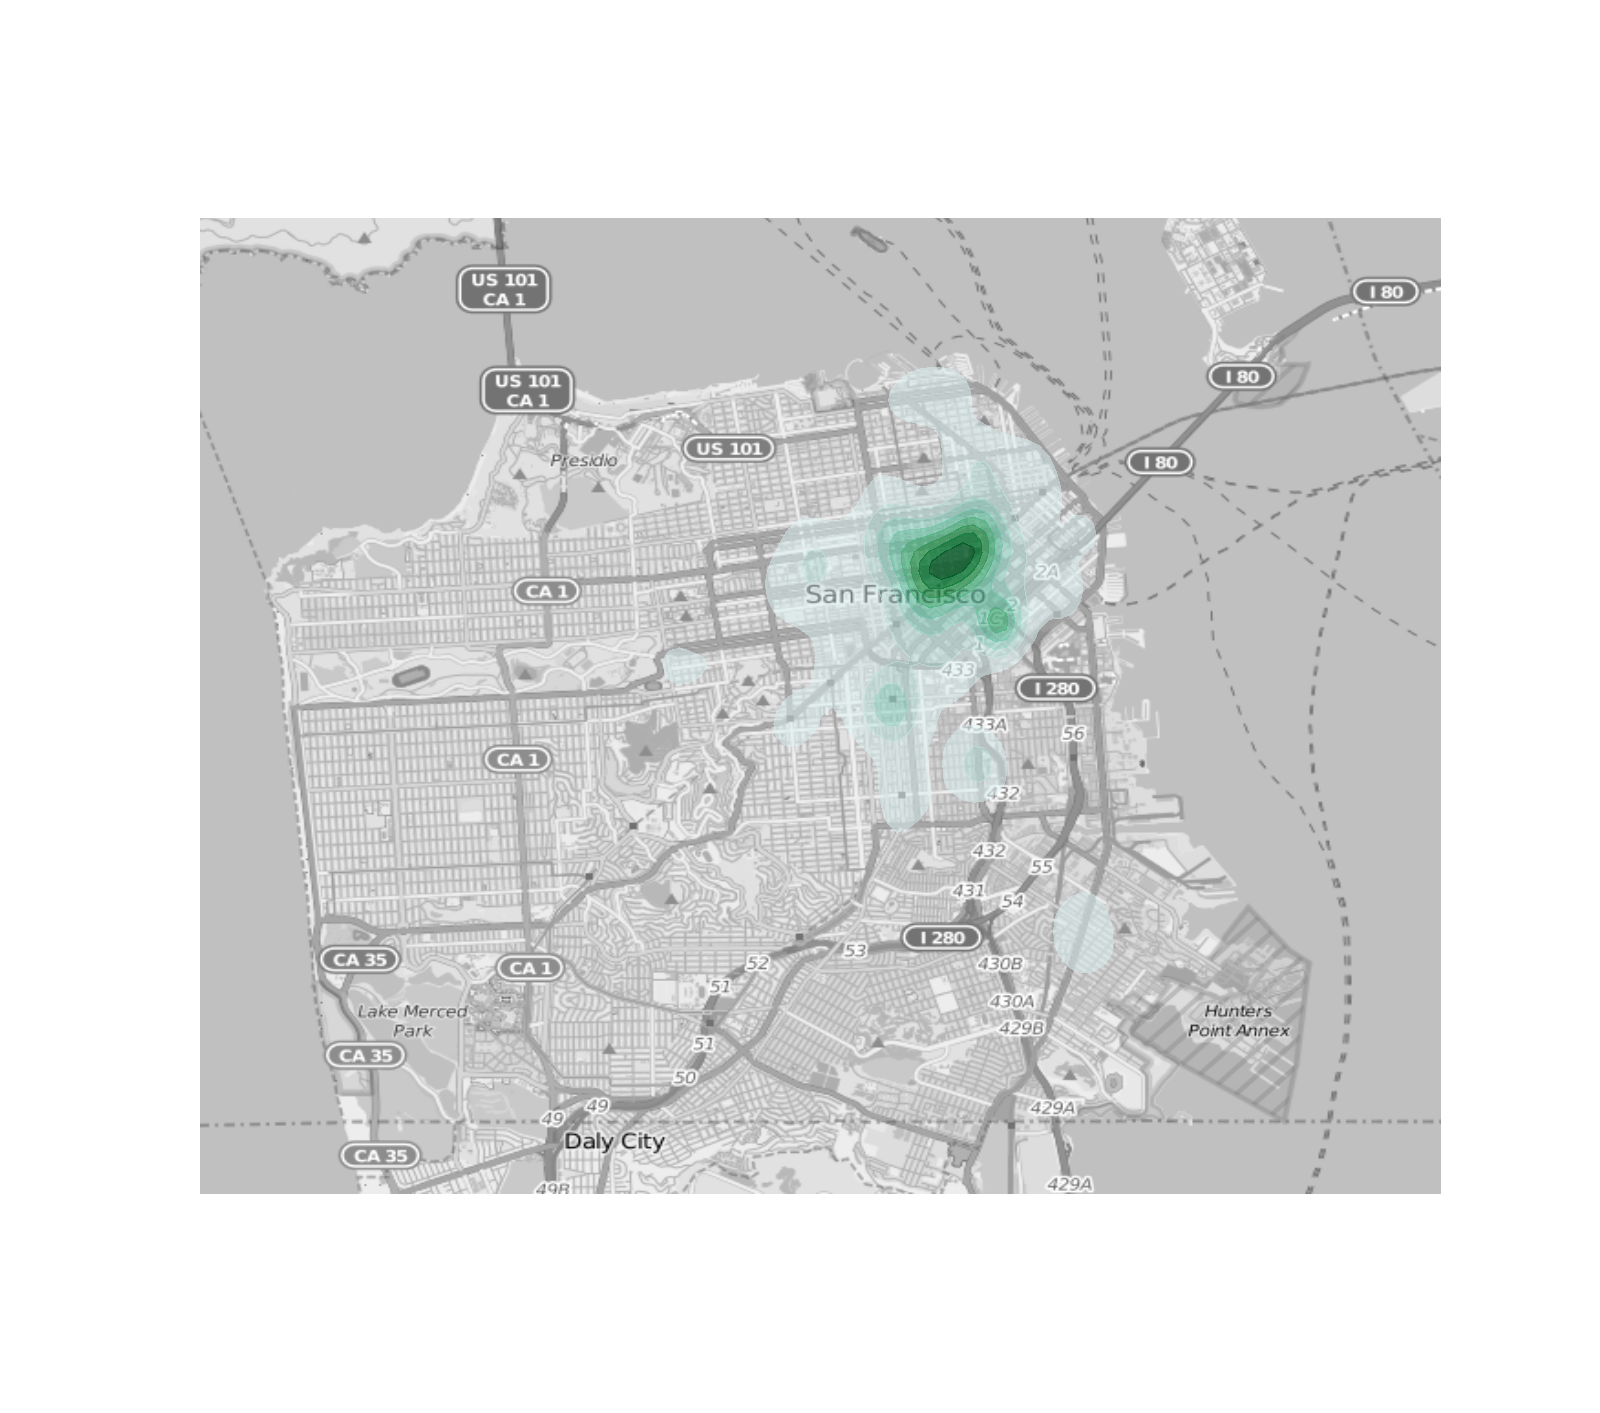 US 101
CA 1
I 80
US 101
CA 1
I 80
US 101
I 80
Presidio
2A
CA 1
San Francisco
2
1C
1
433
I 280
433A
56
CA 1
432
432
55
431
54
I 280
53
CA 35
CA 1
52
430B
51
430A
Lake Merced
Park
Hunters
Point Annex
429B
51
CA 35
50
49
429A
49
Daly City
CA 35
429A
49B